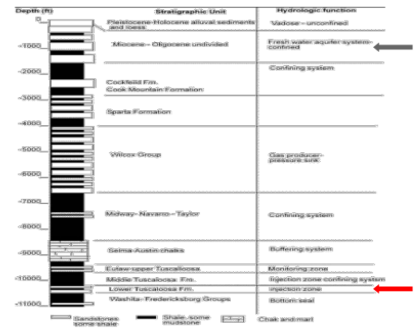 Depth (ft) Stratigraphic Unit Hydrologic function
Pleistocene-Holocene alluvial sediments and loess Vadose - unconfined
-1000 Miocene - Oligocene undivided Fresh water aquifer system- confined
-2000 Confining system
Cockfield Fm.
Cook Mountain Formation
-3000
Sparta Formation
-4000
-5000 Wilcox Group Gas producer- pressure sink
-6000
-7000
Midway-Navarro-Taylor Confining system
-8000
-9000 Selma-Austin chalks Buffering system
Eutaw-upper Tuscaloosa Monitoring zone
-10000 Middle Tuscaloosa Fm. Injection zone confining system
Lower Tuscaloosa Fm. Injection zone
-11000 Washita-Fredericksburg Groups Bottom seal
Sandstones some shale Shale, some mudstone Chalk and marl